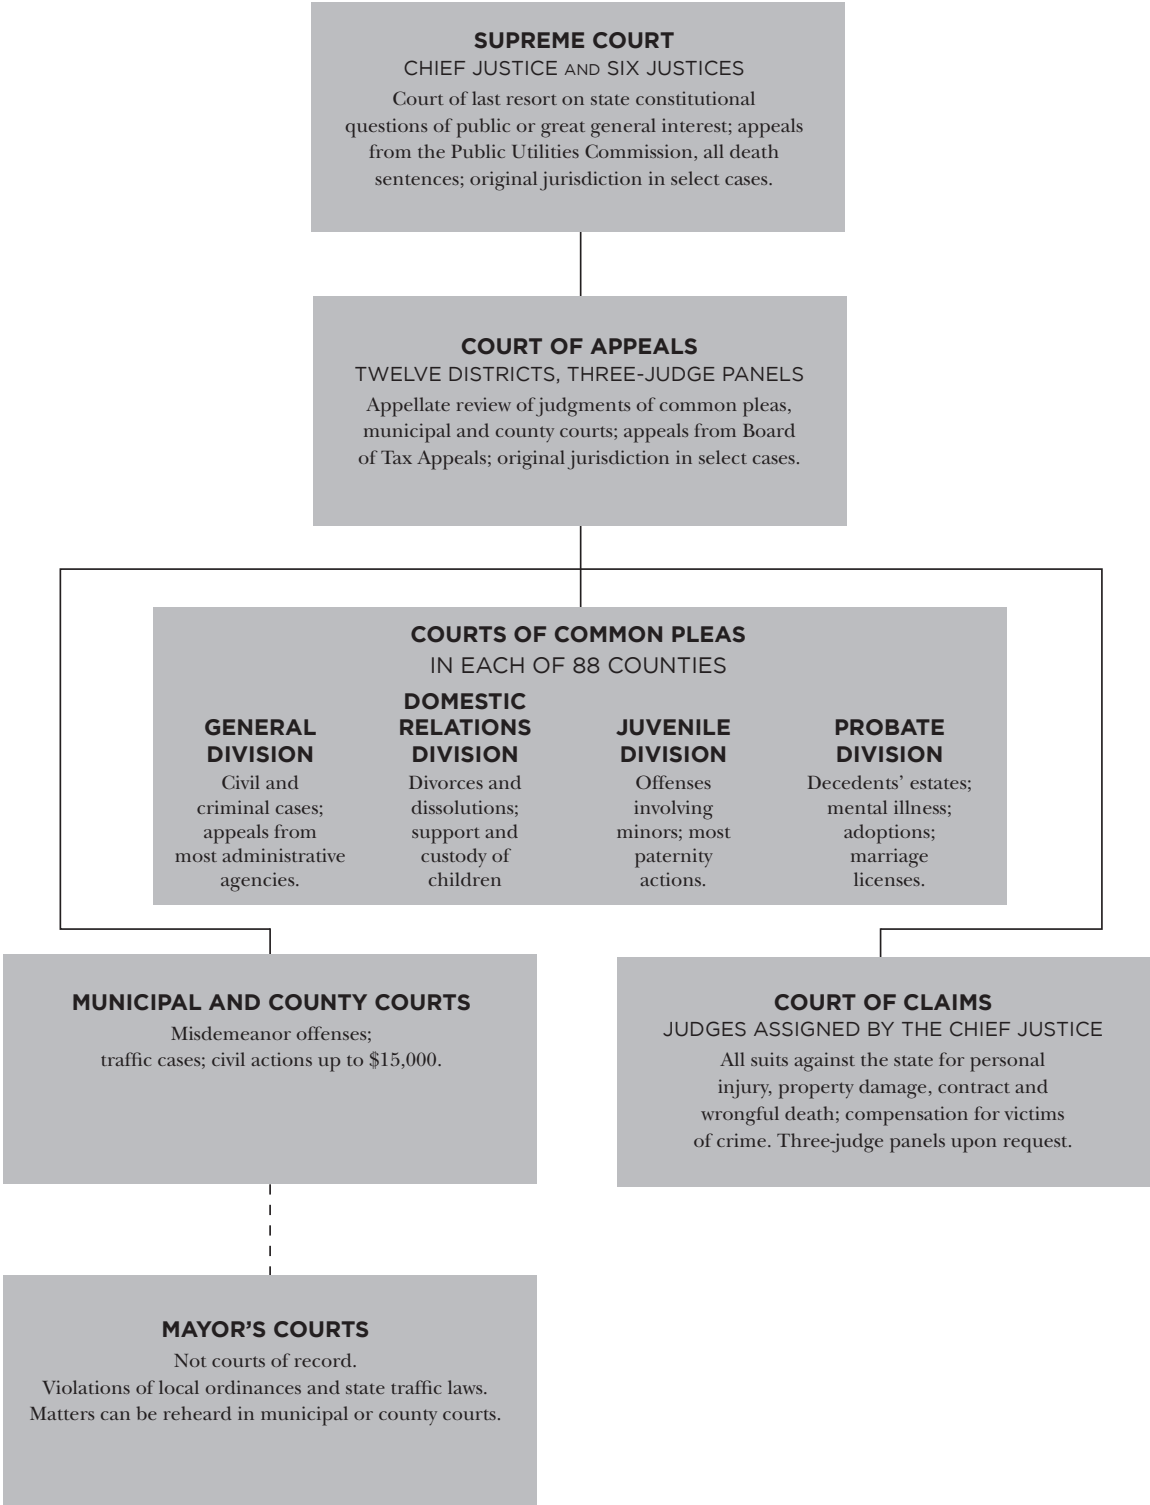 SUPREME COURT
CHIEF JUSTICE AND SIX JUSTICES
Court of last resort on state constitutional
questions of public or great general interest; appeals
from the Public Utilities Commission, all death
sentences; original jurisdiction in select cases.
COURT OF APPEALS
TWELVE DISTRICTS, THREE-JUDGE PANELS
Appellate review of judgments of common pleas,
municipal and county courts; appeals from Board
of Tax Appeals; original jurisdiction in select cases.
COURTS OF COMMON PLEAS
IN EACH OF 88 COUNTIES
GENERAL
DIVISION
Civil and
criminal cases;
appeals from
most administrative
agencies.
DOMESTIC
RELATIONS
DIVISION
Divorces and
dissolutions;
support and
custody of
children
JUVENILE
DIVISION
Offenses
involving
minors; most
paternity
actions.
PROBATE
DIVISION
Decedents’ estates;
mental illness;
adoptions;
marriage
licenses.
MUNICIPAL AND COUNTY COURTS
Misdemeanor offenses;
traffic cases; civil actions up to $15,000.
COURT OF CLAIMS
JUDGES ASSIGNED BY THE CHIEF JUSTICE
All suits against the state for personal
injury, property damage, contract and
wrongful death; compensation for victims
of crime. Three-judge panels upon request.
MAYOR’S COURTS
Not courts of record.
Violations of local ordinances and state traffic laws.
Matters can be reheard in municipal or county courts.